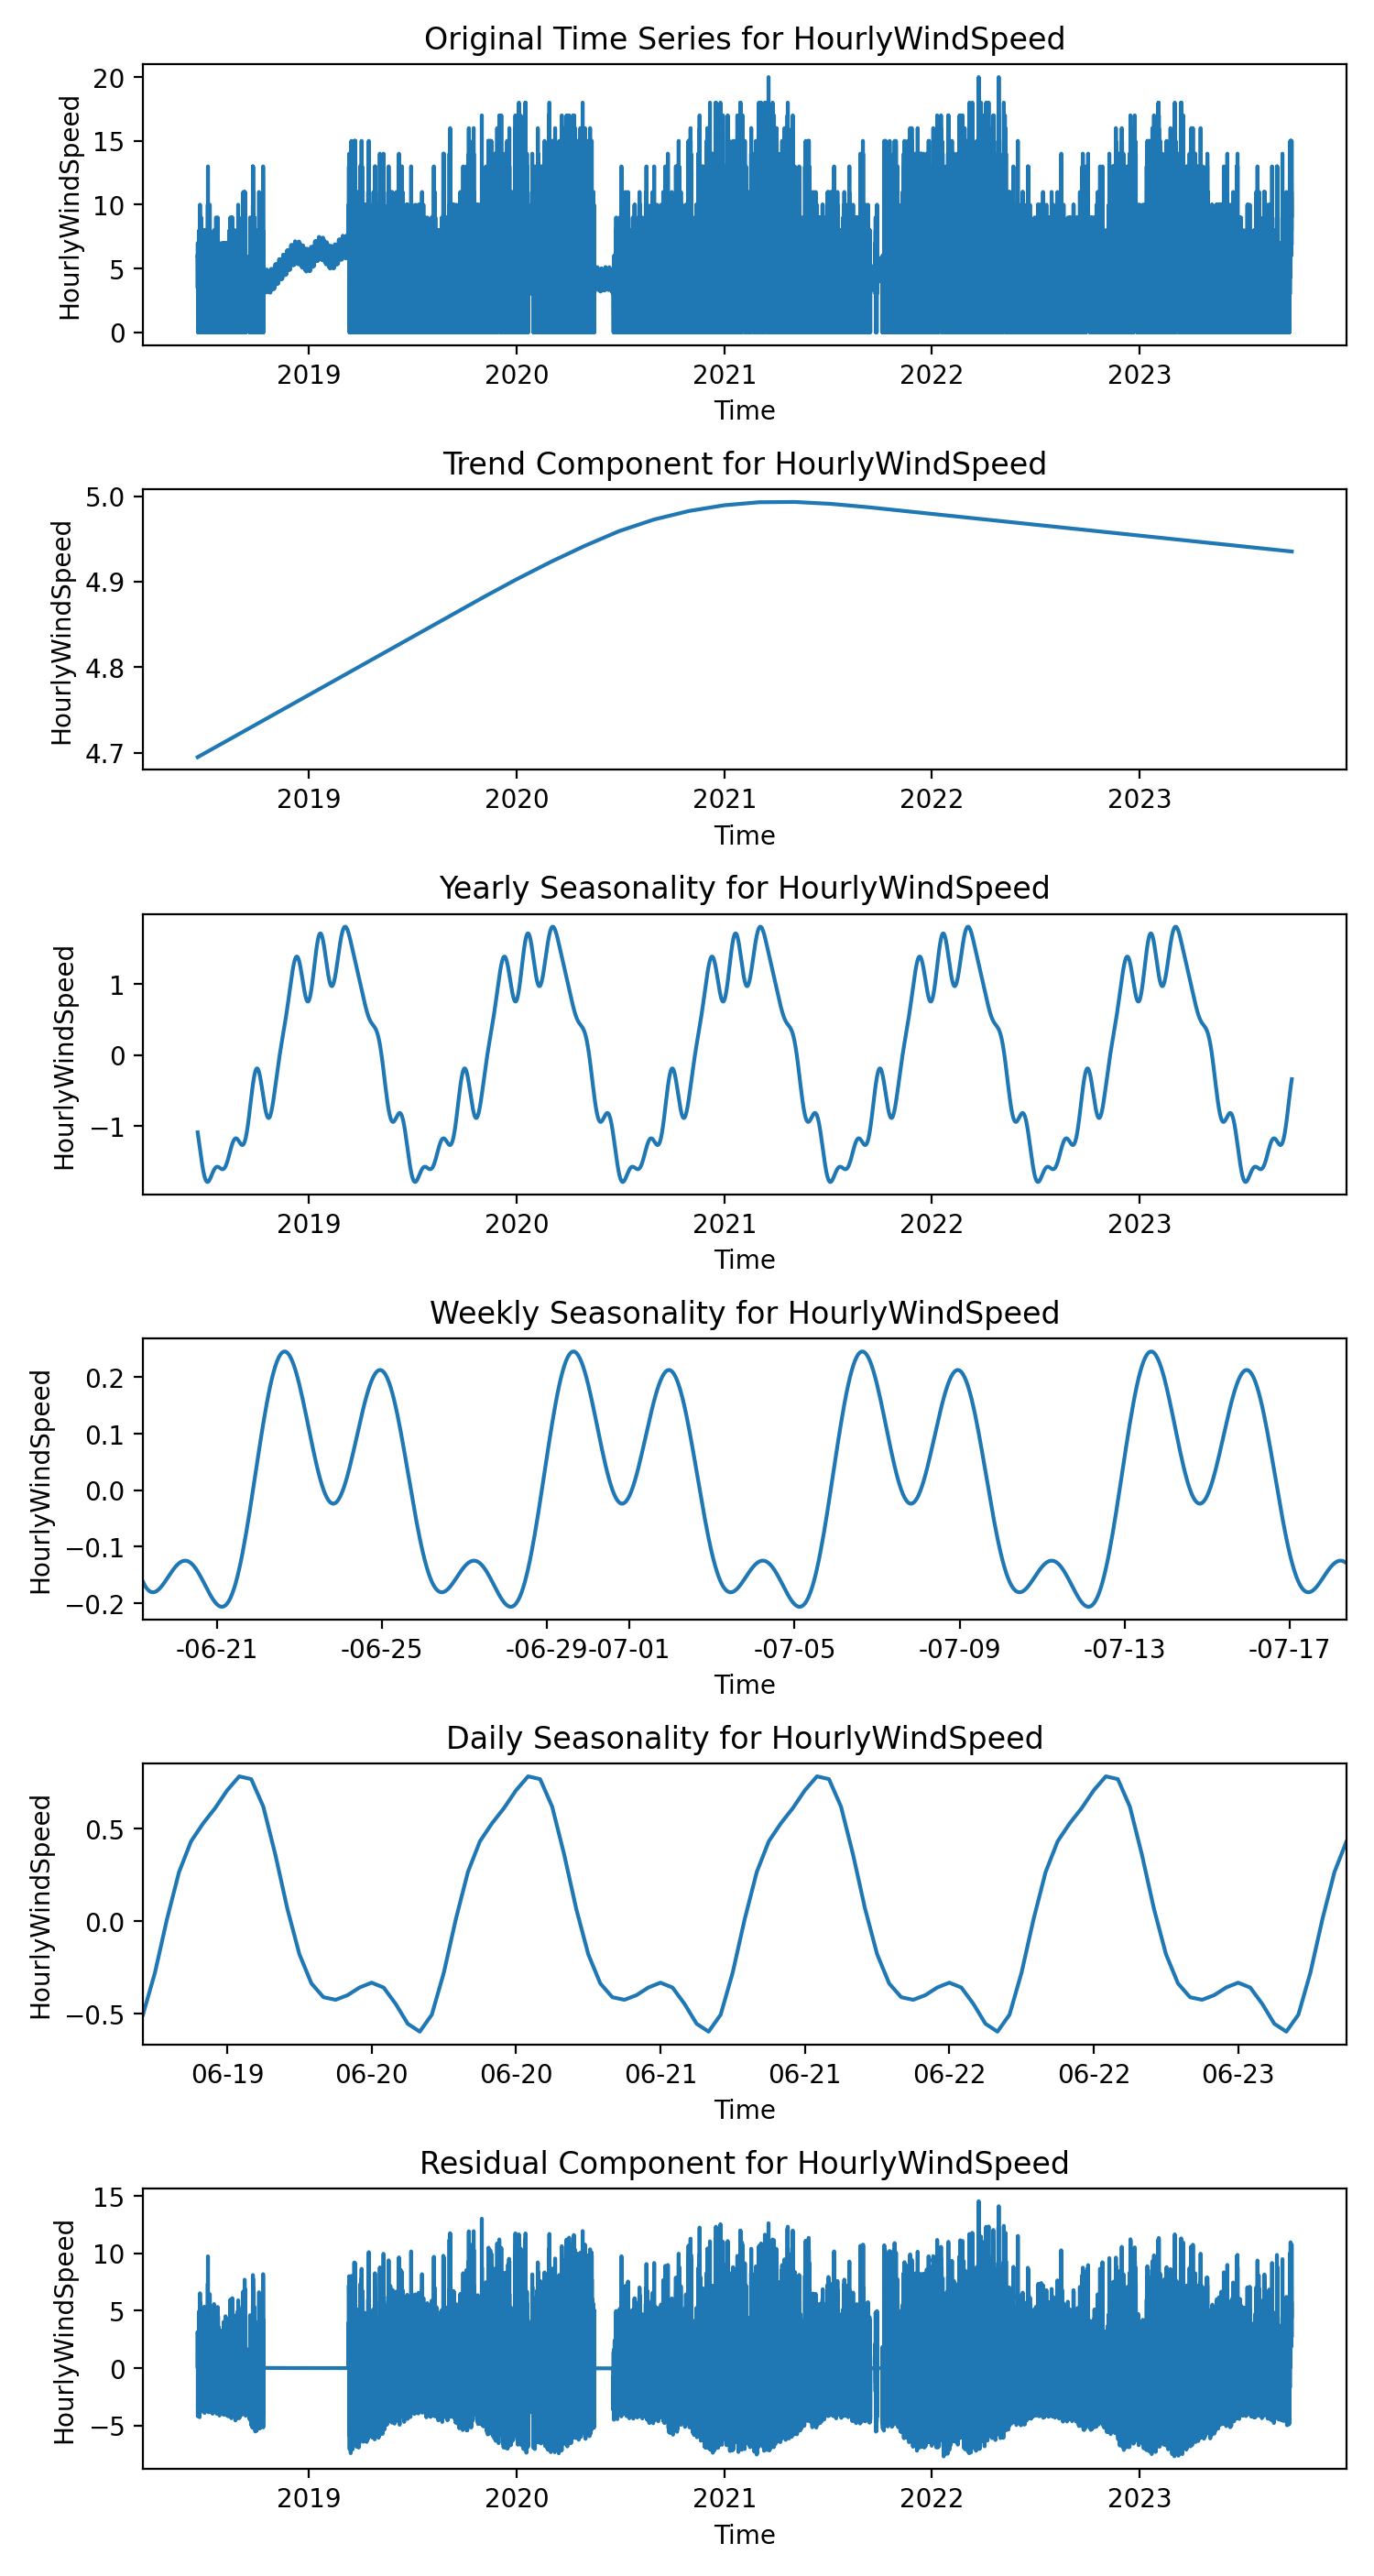 Original Time Series for HourlyWindSpeed
HourlyWindSpeed
20
15
10
5
0
2019 2020 2021 2022 2023
Time
Trend Component for HourlyWindSpeed
HourlyWindSpeed
5.0
4.9
4.8
4.7
2019 2020 2021 2022 2023
Time
Yearly Seasonality for HourlyWindSpeed
HourlyWindSpeed
1
0
−1
2019 2020 2021 2022 2023
Time
Weekly Seasonality for HourlyWindSpeed
HourlyWindSpeed
0.2
0.1
0.0
−0.1
−0.2
-06-21 -06-25 -06-29 -07-01 -07-05 -07-09 -07-13 -07-17
Time
Daily Seasonality for HourlyWindSpeed
HourlyWindSpeed
0.5
0.0
−0.5
06-19 06-20 06-20 06-21 06-21 06-22 06-22 06-23
Time
Residual Component for HourlyWindSpeed
HourlyWindSpeed
15
10
5
0
−5
2019 2020 2021 2022 2023
Time